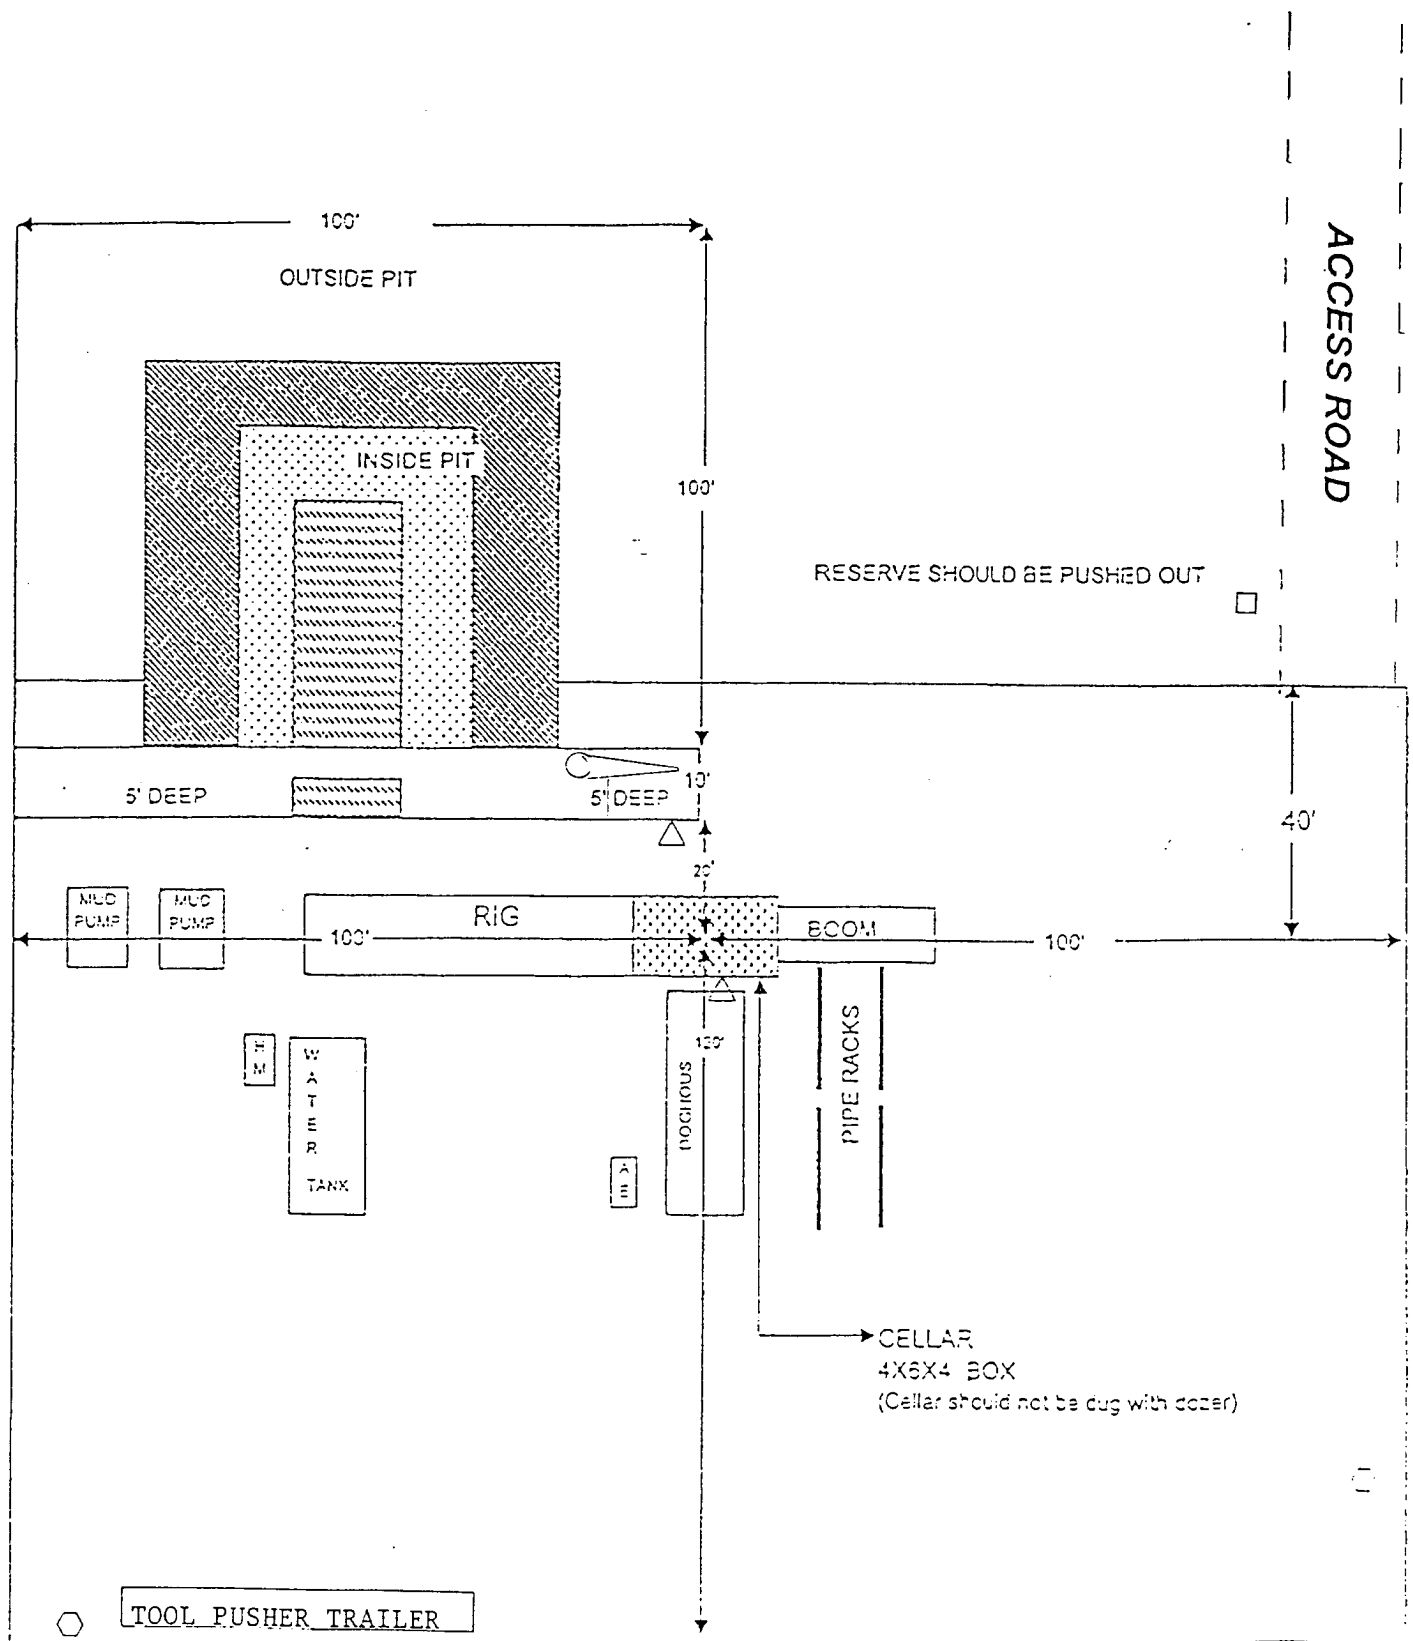 100'
OUTSIDE PIT
ACCESS ROAD
INSIDE PIT
100'
RESERVE SHOULD BE PUSHED OUT
10'
5' DEEP
5' DEEP
40'
20'
MUD PUMP
MUD PUMP
RIG
BOOM
100'
100'
WATER TANK
PIPE RACKS
CELLAR
4X6X4 BOX
(Cellar should not be dug with dozer)
TOOL PUSHER TRAILER